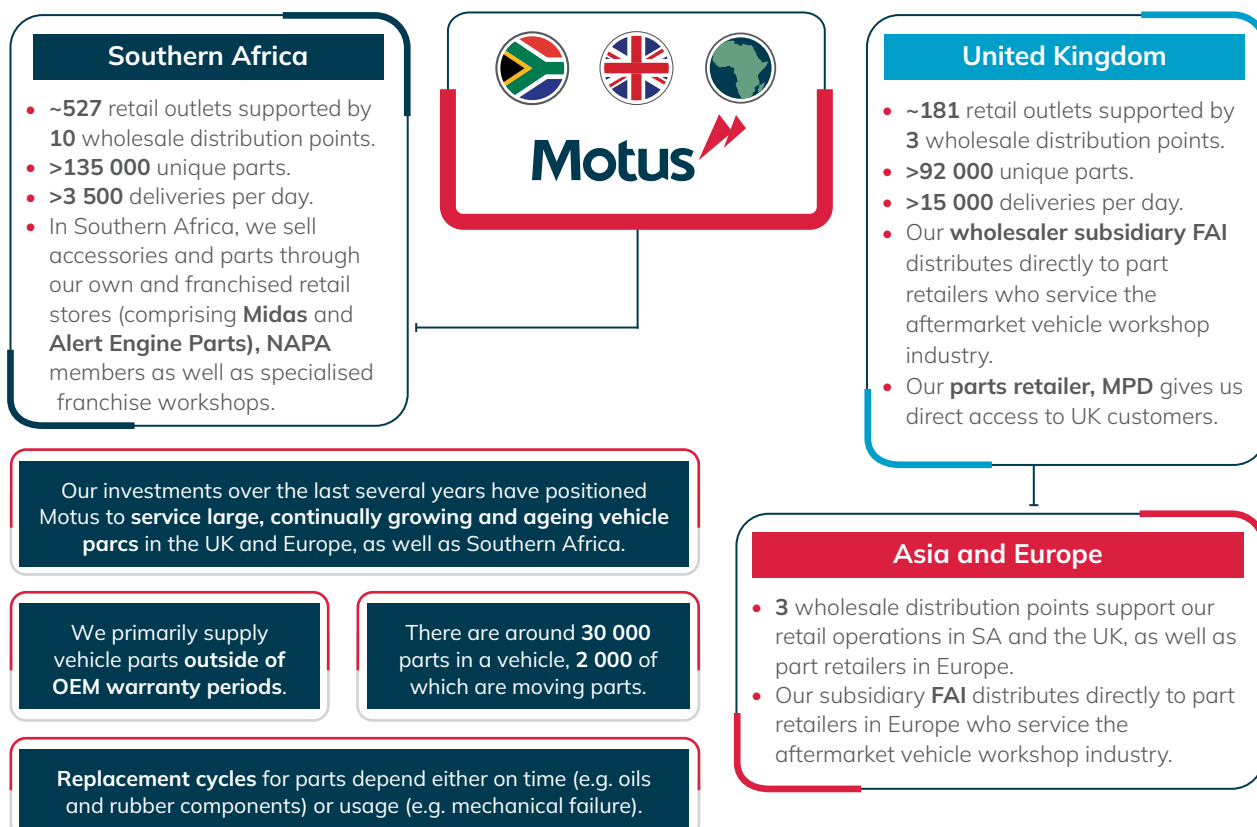 Southern Africa
• ~527 retail outlets supported by
10 wholesale distribution points.
• >135 000 unique parts.
• >3 500 deliveries per day.
• In Southern Africa, we sell
accessories and parts through
our own and franchised retail
stores (comprising Midas and
Alert Engine Parts), NAPA
members as well as specialised
franchise workshops.
Motus
United Kingdom
• ~181 retail outlets supported by
3 wholesale distribution points.
• >92 000 unique parts.
• >15 000 deliveries per day.
• Our wholesaler subsidiary FAI
distributes directly to part
retailers who service the
aftermarket vehicle workshop
industry.
• Our parts retailer, MPD gives us
direct access to UK customers.
Our investments over the last several years have positioned
Motus to service large, continually growing and ageing vehicle
parcs in the UK and Europe, as well as Southern Africa.
We primarily supply
vehicle parts outside of
OEM warranty periods.
There are around 30 000
parts in a vehicle, 2 000 of
which are moving parts.
Replacement cycles for parts depend either on time (e.g. oils
and rubber components) or usage (e.g. mechanical failure).
Asia and Europe
• 3 wholesale distribution points support our
retail operations in SA and the UK, as well as
part retailers in Europe.
• Our subsidiary FAI distributes directly to part
retailers in Europe who service the
aftermarket vehicle workshop industry.